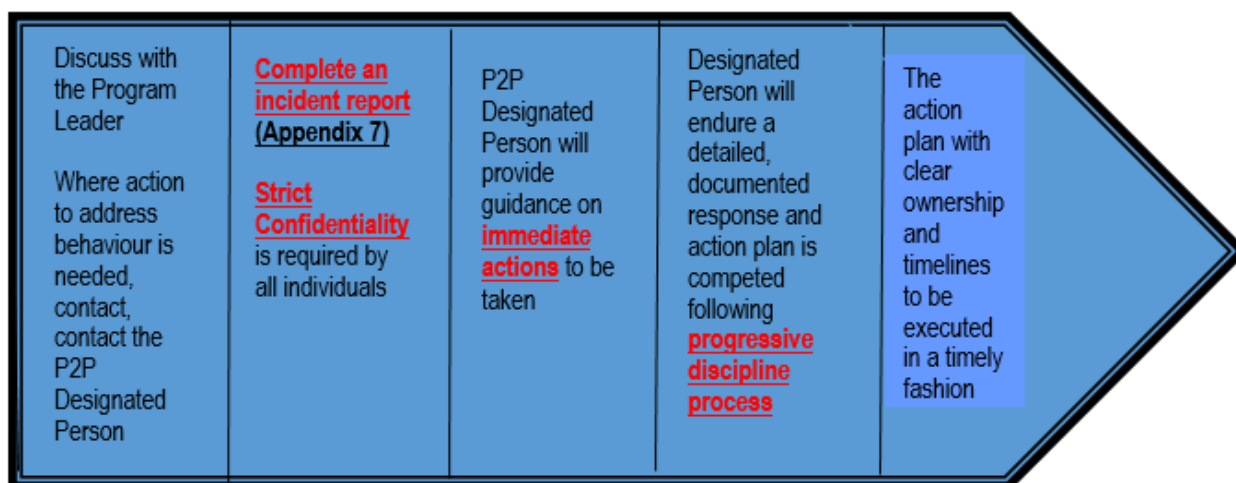 Discuss with
the Program
Leader
Where action
to address
behaviour is
needed,
contact,
contact the
P2P
Designated
Person
Complete an
incident report
(Appendix 7)
Strict
Confidentiality
is required by
all individuals
P2P
Designated
Person will
provide
guidance on
immediate
actions to be
taken
Designated
Person will
endure a
detailed,
documented
response and
action plan is
competed
following
progressive
discipline
process
The
action
plan with
clear
ownership
and
timelines
to be
executed
in a timely
fashion